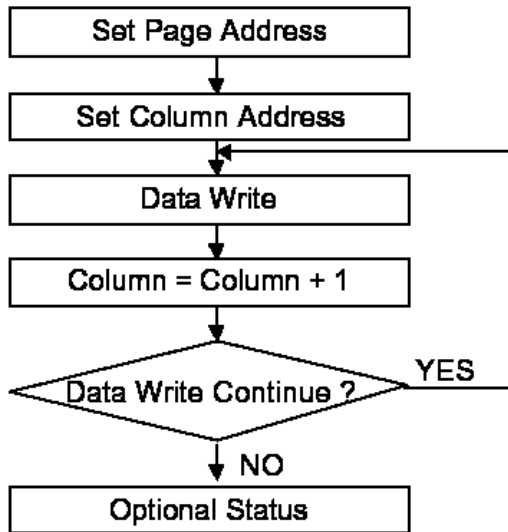 Set Page Address
Set Column Address
Data Write
Column = Column + 1
Data Write Continue ?
YES
NO
Optional Status